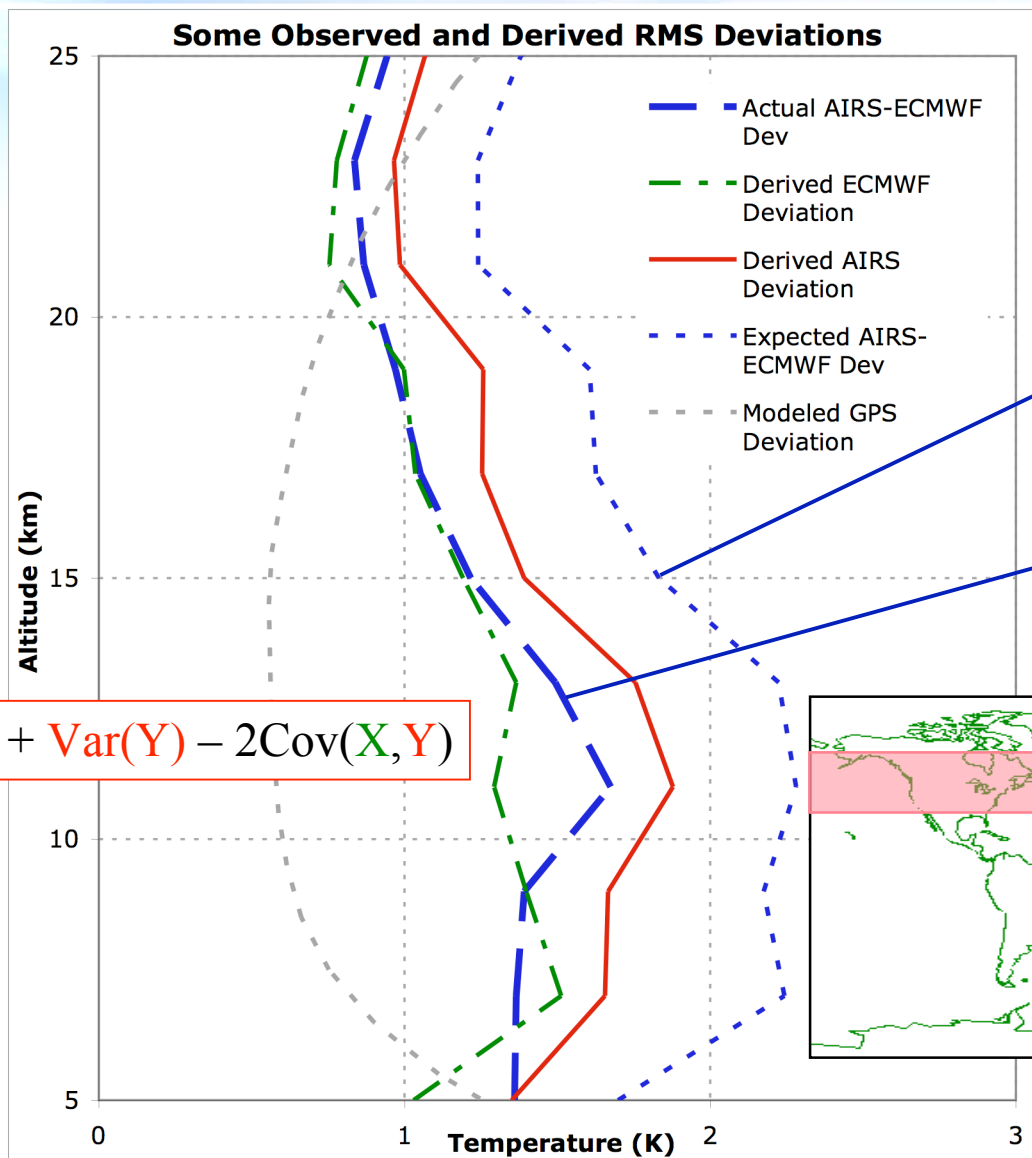 Some Observed and Derived RMS Deviations
25
Actual AIRS-ECMWF
Dev
Derived ECMWF
Deviation
Derived AIRS
Deviation
20
Expected AIRS-
ECMWF Dev
Modeled GPS
Deviation
Altitude (km)
15
+ Var(Y) – 2Cov(X,Y)
10
5
0
1
2
3
Temperature (K)